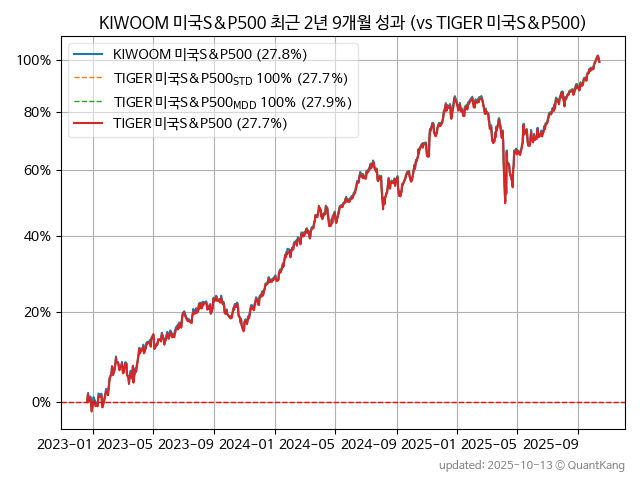 KIWOOM 미국S&P500 최근 2년 9개월 성과 (vs TIGER 미국S&P500)
KIWOOM 미국S&P500 (27.8%)
TIGER 미국S&P500STD 100% (27.7%)
TIGER 미국S&P500MDD 100% (27.9%)
TIGER 미국S&P500 (27.7%)
100%
80%
60%
40%
20%
0%
2023-01 2023-05 2023-09 2024-01 2024-05 2024-09 2025-01 2025-05 2025-09
updated: 2025-10-13 © QuantKang